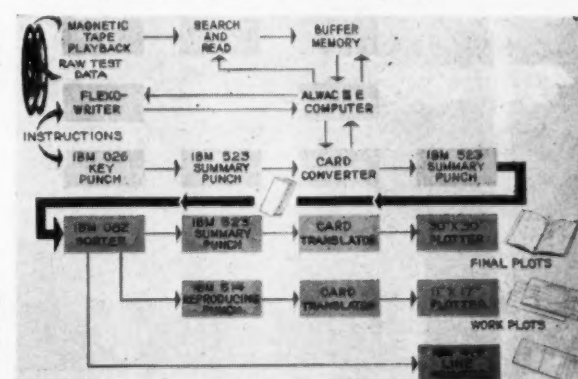 MAGNETIC
TAPE
PLAYBACK
SEARCH
AND
READ
BUFFER
MEMORY
RAW TEST
DATA
FLEXO-
WRITER
ALWAC III E
COMPUTER
INSTRUCTIONS
IBM 026
KEY
PUNCH
IBM 523
SUMMARY
PUNCH
CARD
CONVERTER
IBM 523
SUMMARY
PUNCH
IBM 082
SORTER
IBM 523
SUMMARY
PUNCH
CARD
TRANSLATOR
30"X30"
PLOTTER
FINAL PLOTS
IBM 514
REPRODUCING
PUNCH
CARD
TRANSLATOR
11"X 17"
PLOTTER
WORK PLOTS
LINE